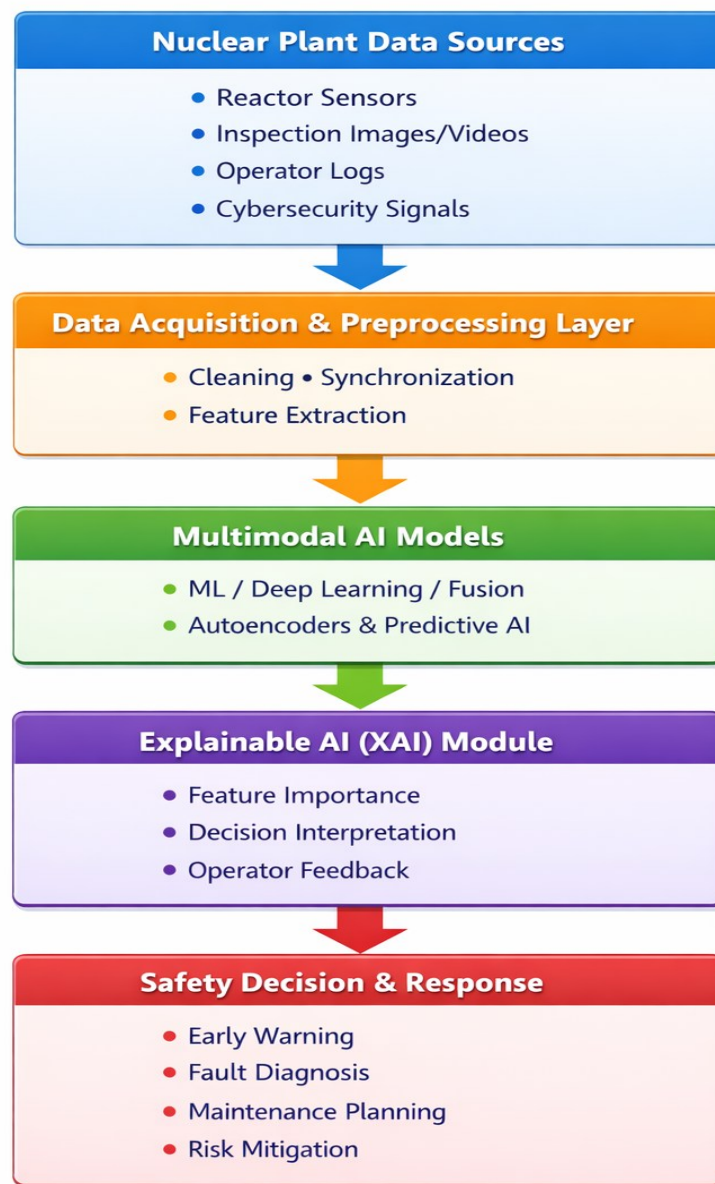 Nuclear Plant Data Sources
• Reactor Sensors
• Inspection Images/Videos
• Operator Logs
• Cybersecurity Signals
Data Acquisition & Preprocessing Layer
• Cleaning • Synchronization
• Feature Extraction
Multimodal AI Models
• ML / Deep Learning / Fusion
• Autoencoders & Predictive AI
Explainable AI (XAI) Module
• Feature Importance
• Decision Interpretation
• Operator Feedback
Safety Decision & Response
• Early Warning
• Fault Diagnosis
• Maintenance Planning
• Risk Mitigation